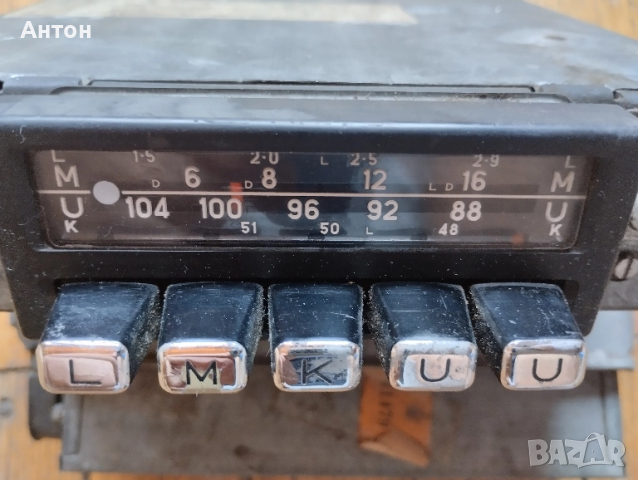 Антон
L 1·5 2·0 L 2·5 2·9 L
M D 6 D 8 12 L D 16 M
U 104 100 96 92 88 U
K 51 50 L 48 K
L M K U U
BAZAR